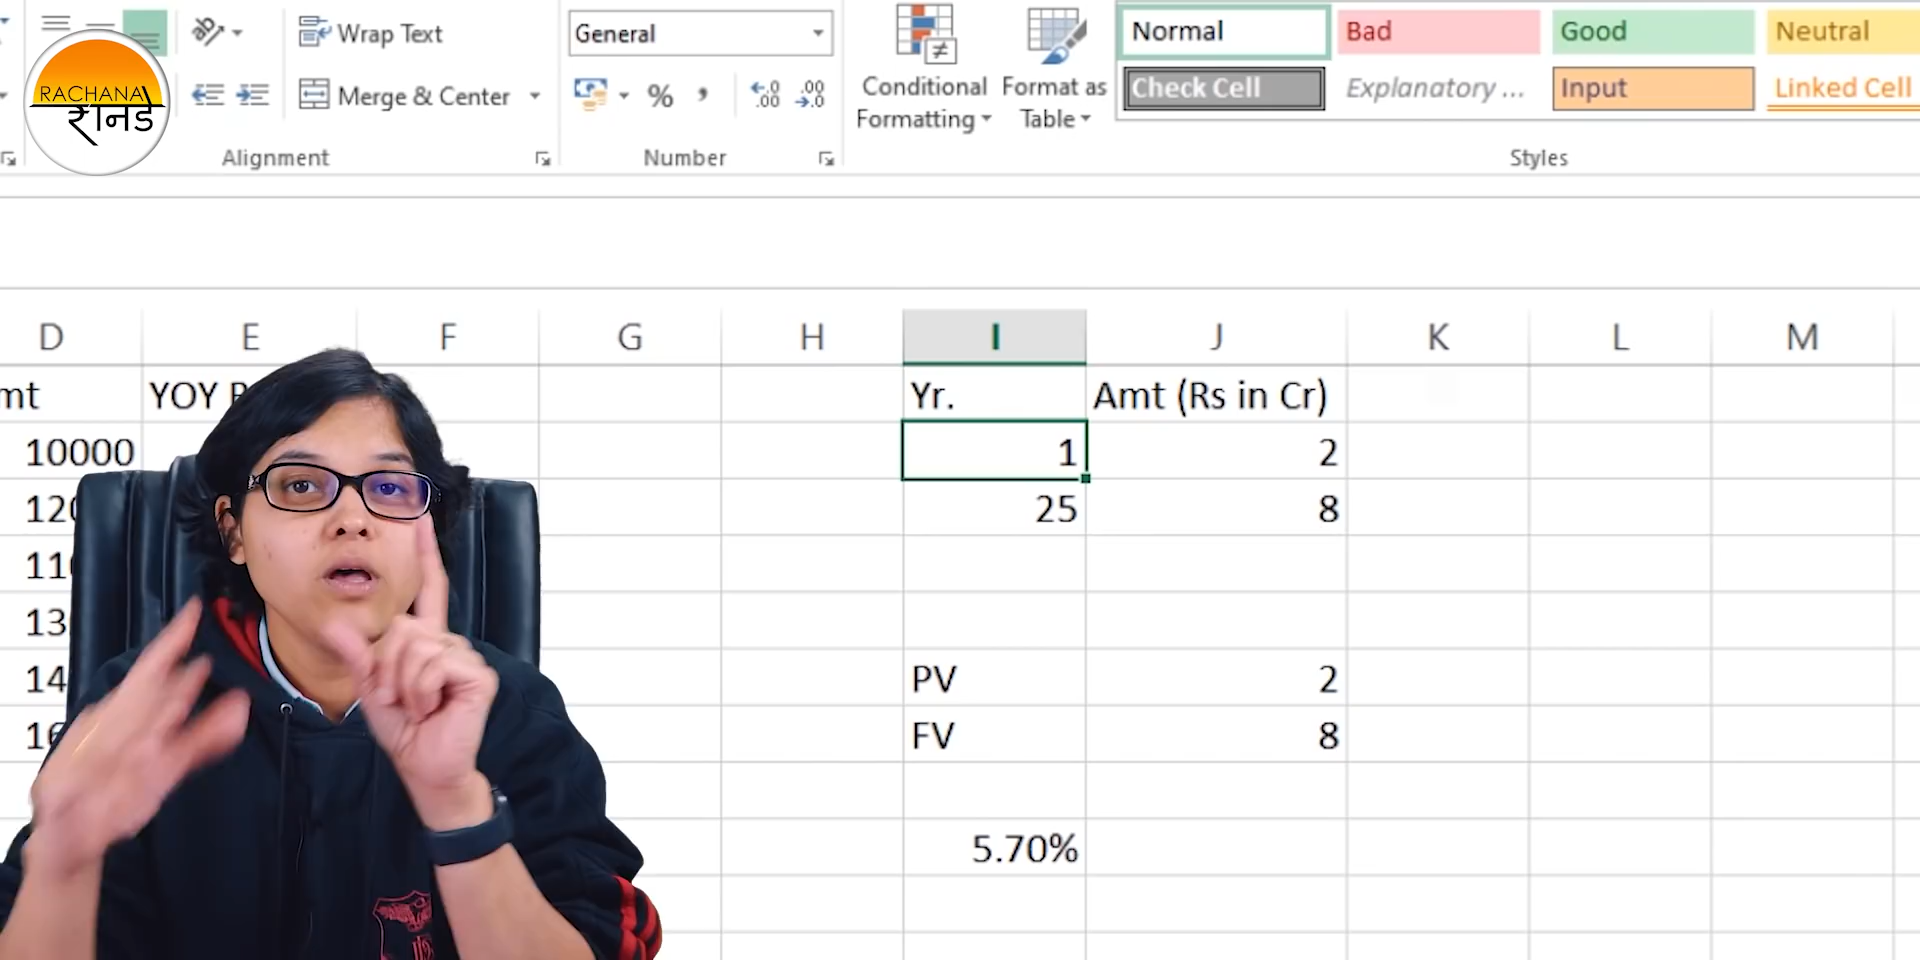 RACHANA
रानडे
Wrap Text
General
Merge & Center
%
Conditional
Formatting
Format as
Table
Normal
Bad
Good
Neutral
Check Cell
Explanatory ...
Input
Linked Cell
Alignment
Number
Styles
D E F G H I J K L M
mt YOY Yr. Amt (Rs in Cr)
10000 1 2
25 8
PV 2
FV 8
5.70%